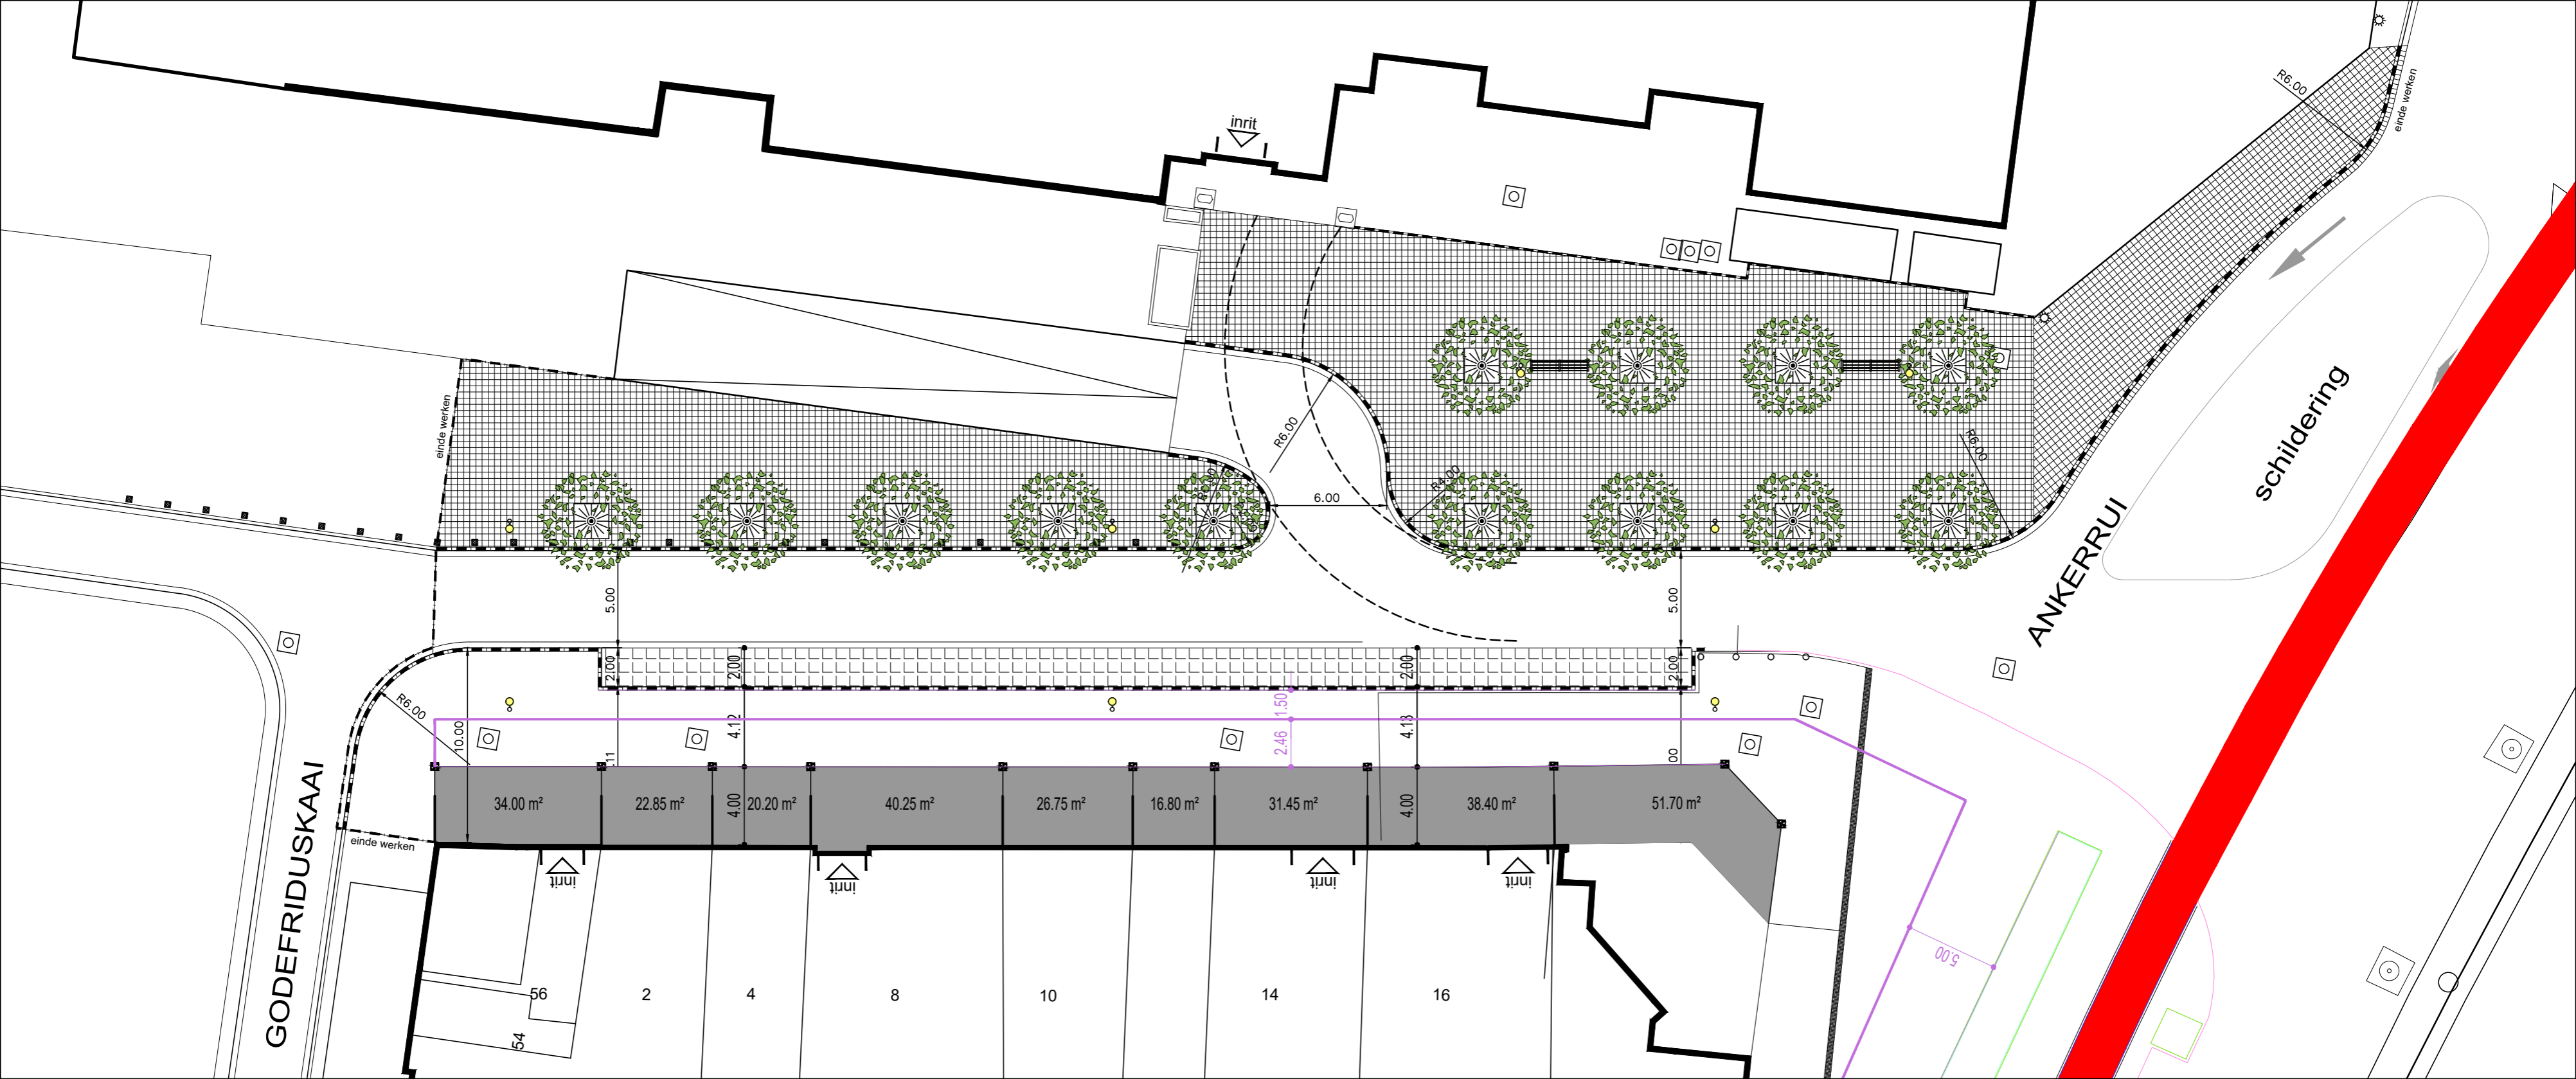 inrit
R6.00
einde werken
einde werken
R6.00
R4.00
R6.00
6.00
schildering
ANKERRUI
5.00
5.00
2.00
2.00
2.00
2.00
R6.00
10.00
4.12
1.50
2.46
4.13
34.00 m²
22.85 m²
20.20 m²
40.25 m²
26.75 m²
16.80 m²
31.45 m²
38.40 m²
51.70 m²
4.00
4.00
einde werken
inrit
inrit
inrit
inrit
GODEFRIDUSKAAI
5.00
56
2
4
8
10
14
16
54